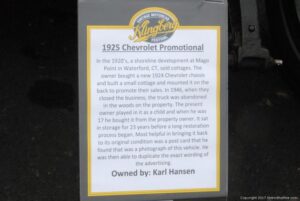 VINTAGE MOTORCAR
Klingberg
FESTIVAL
1925 Chevrolet Promotional
In the 1920's, a shoreline development at Mago
Point in Waterford, CT, sold cottages. The
owner bought a new 1924 Chevrolet chassis
and built a small cottage and mounted it on the
back to promote their sales. In 1946, when they
closed the business, the truck was abandoned
in the woods on the property. The present
owner played in it as a child and when he was
17 he bought it from the property owner. It sat
in storage for 23 years before a long restoration
process began. Most helpful in bringing it back
to its original condition was a post card that he
found that was a photograph of this vehicle. He
was then able to duplicate the exact wording of
the advertising.
Owned by: Karl Hansen